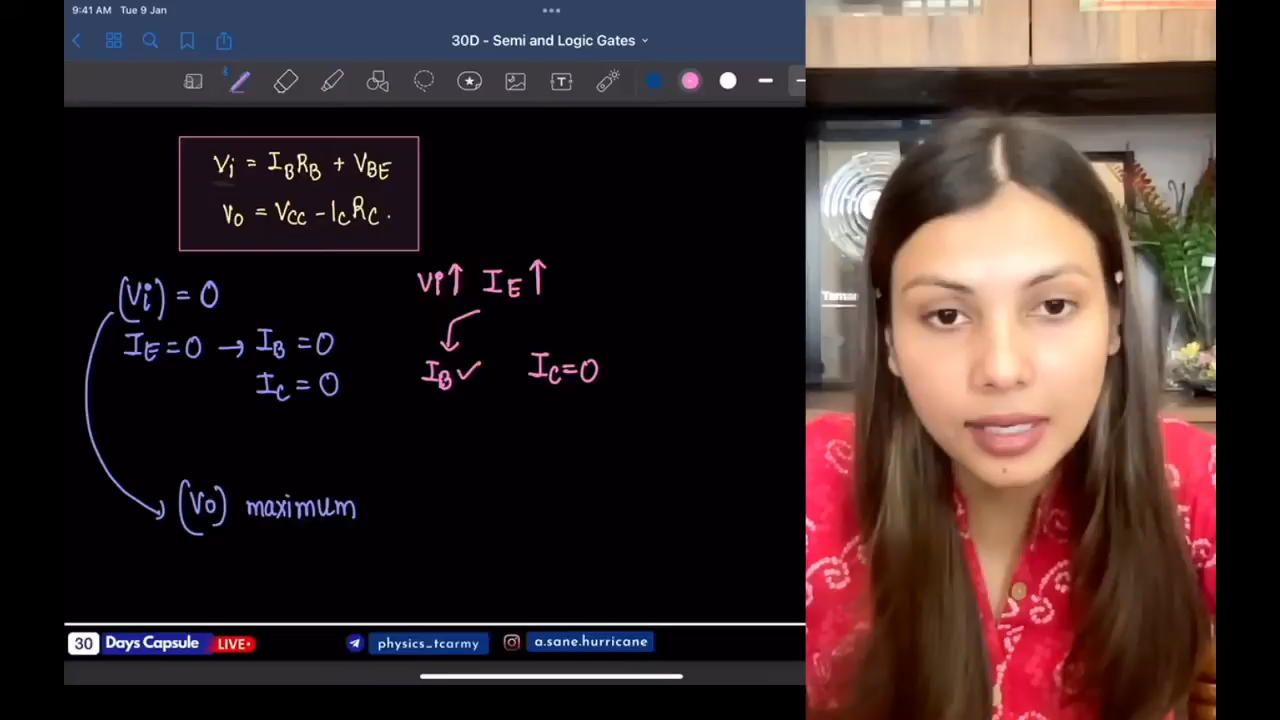 9:41 AM Tue 9 Jan
30D - Semi and Logic Gates
T
Vi = IBRB + VBE
Vo = VCC - ICRC.
(Vi) = 0
Vi↑ IE↑
IE = 0 → IB = 0
IB✓ IC=0
IC = 0
(Vo) maximum
30 Days Capsule LIVE
physics_tcarmy
a.sane.hurricane